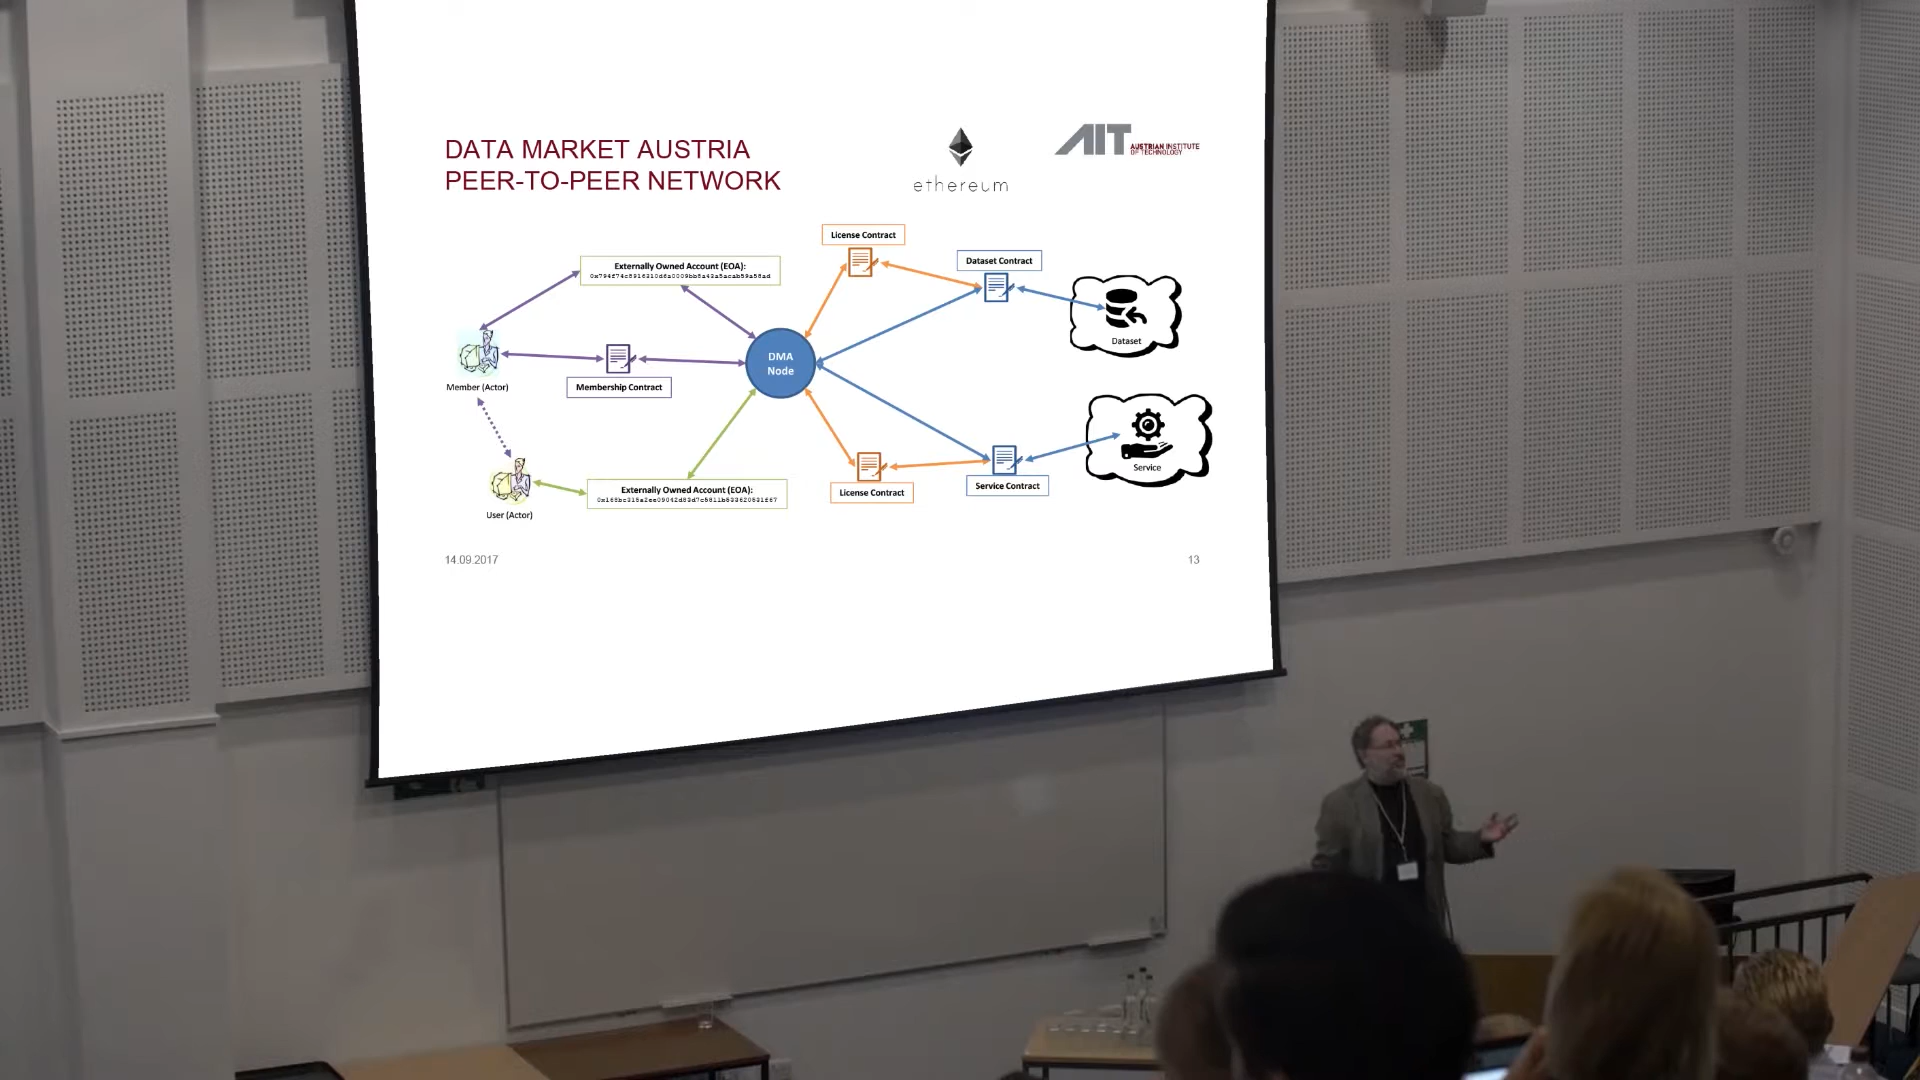 DATA MARKET AUSTRIA
PEER-TO-PEER NETWORK
ethereum
AIT
AUSTRIAN INSTITUTE
OF TECHNOLOGY
License Contract
Dataset Contract
Externally Owned Account (EOA):
Dataset
DMA
Node
Member (Actor)
Membership Contract
Service
License Contract
Service Contract
Externally Owned Account (EOA):
User (Actor)
14.09.2017
13